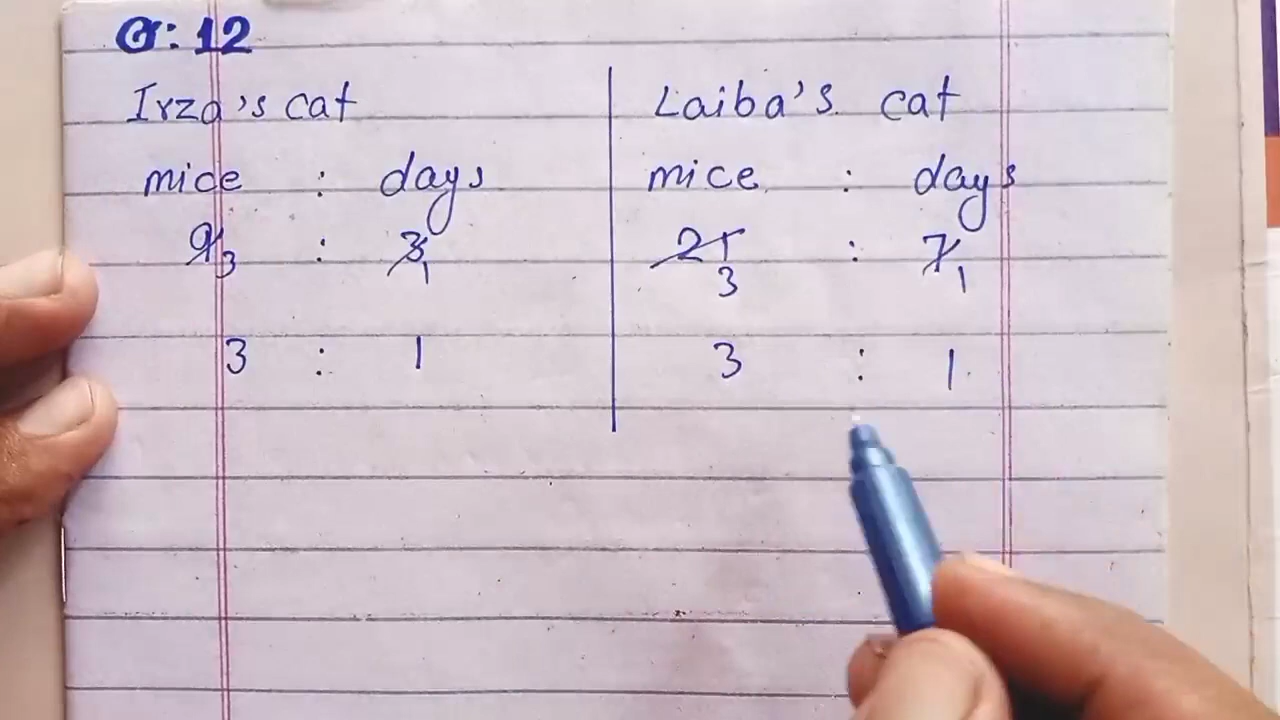 Q: 12
Irza's cat
mice : days
9 3 : 3 1
3 : 1
Laiba's cat
mice : days
21 3 : 7 1
3 : 1